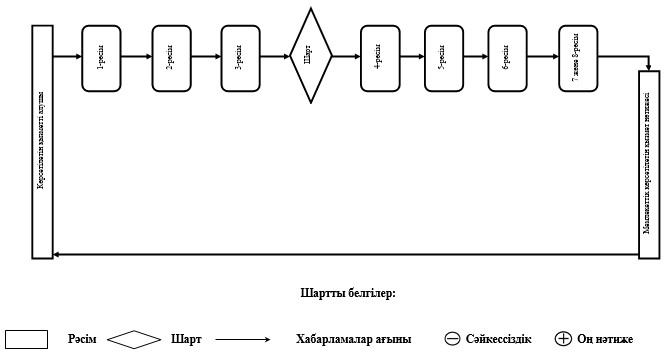 Көрсетілетін қызметті алушы
1-рәсім
2-рәсім
3-рәсім
Шарт
4-рәсім
5-рәсім
6-рәсім
7 және 8-рәсім
Мемлекеттік көрсетілетін қызмет нәтижесі
Шартты белгілер:
Рәсім Шарт Хабарламалар ағыны Сәйкессіздік Оң нәтиже